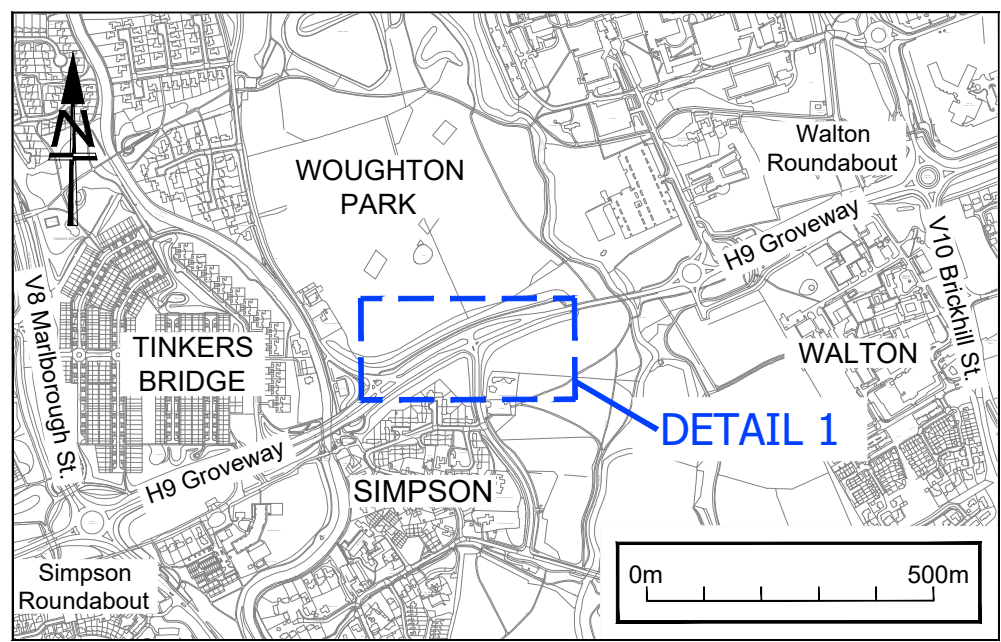 N
WOUGHTON
PARK
Walton
Roundabout
H9 Groveway
V10 Brickhill St.
V8 Marlborough St.
TINKERS
BRIDGE
WALTON
DETAIL 1
H9 Groveway
SIMPSON
Simpson
Roundabout
0m 500m